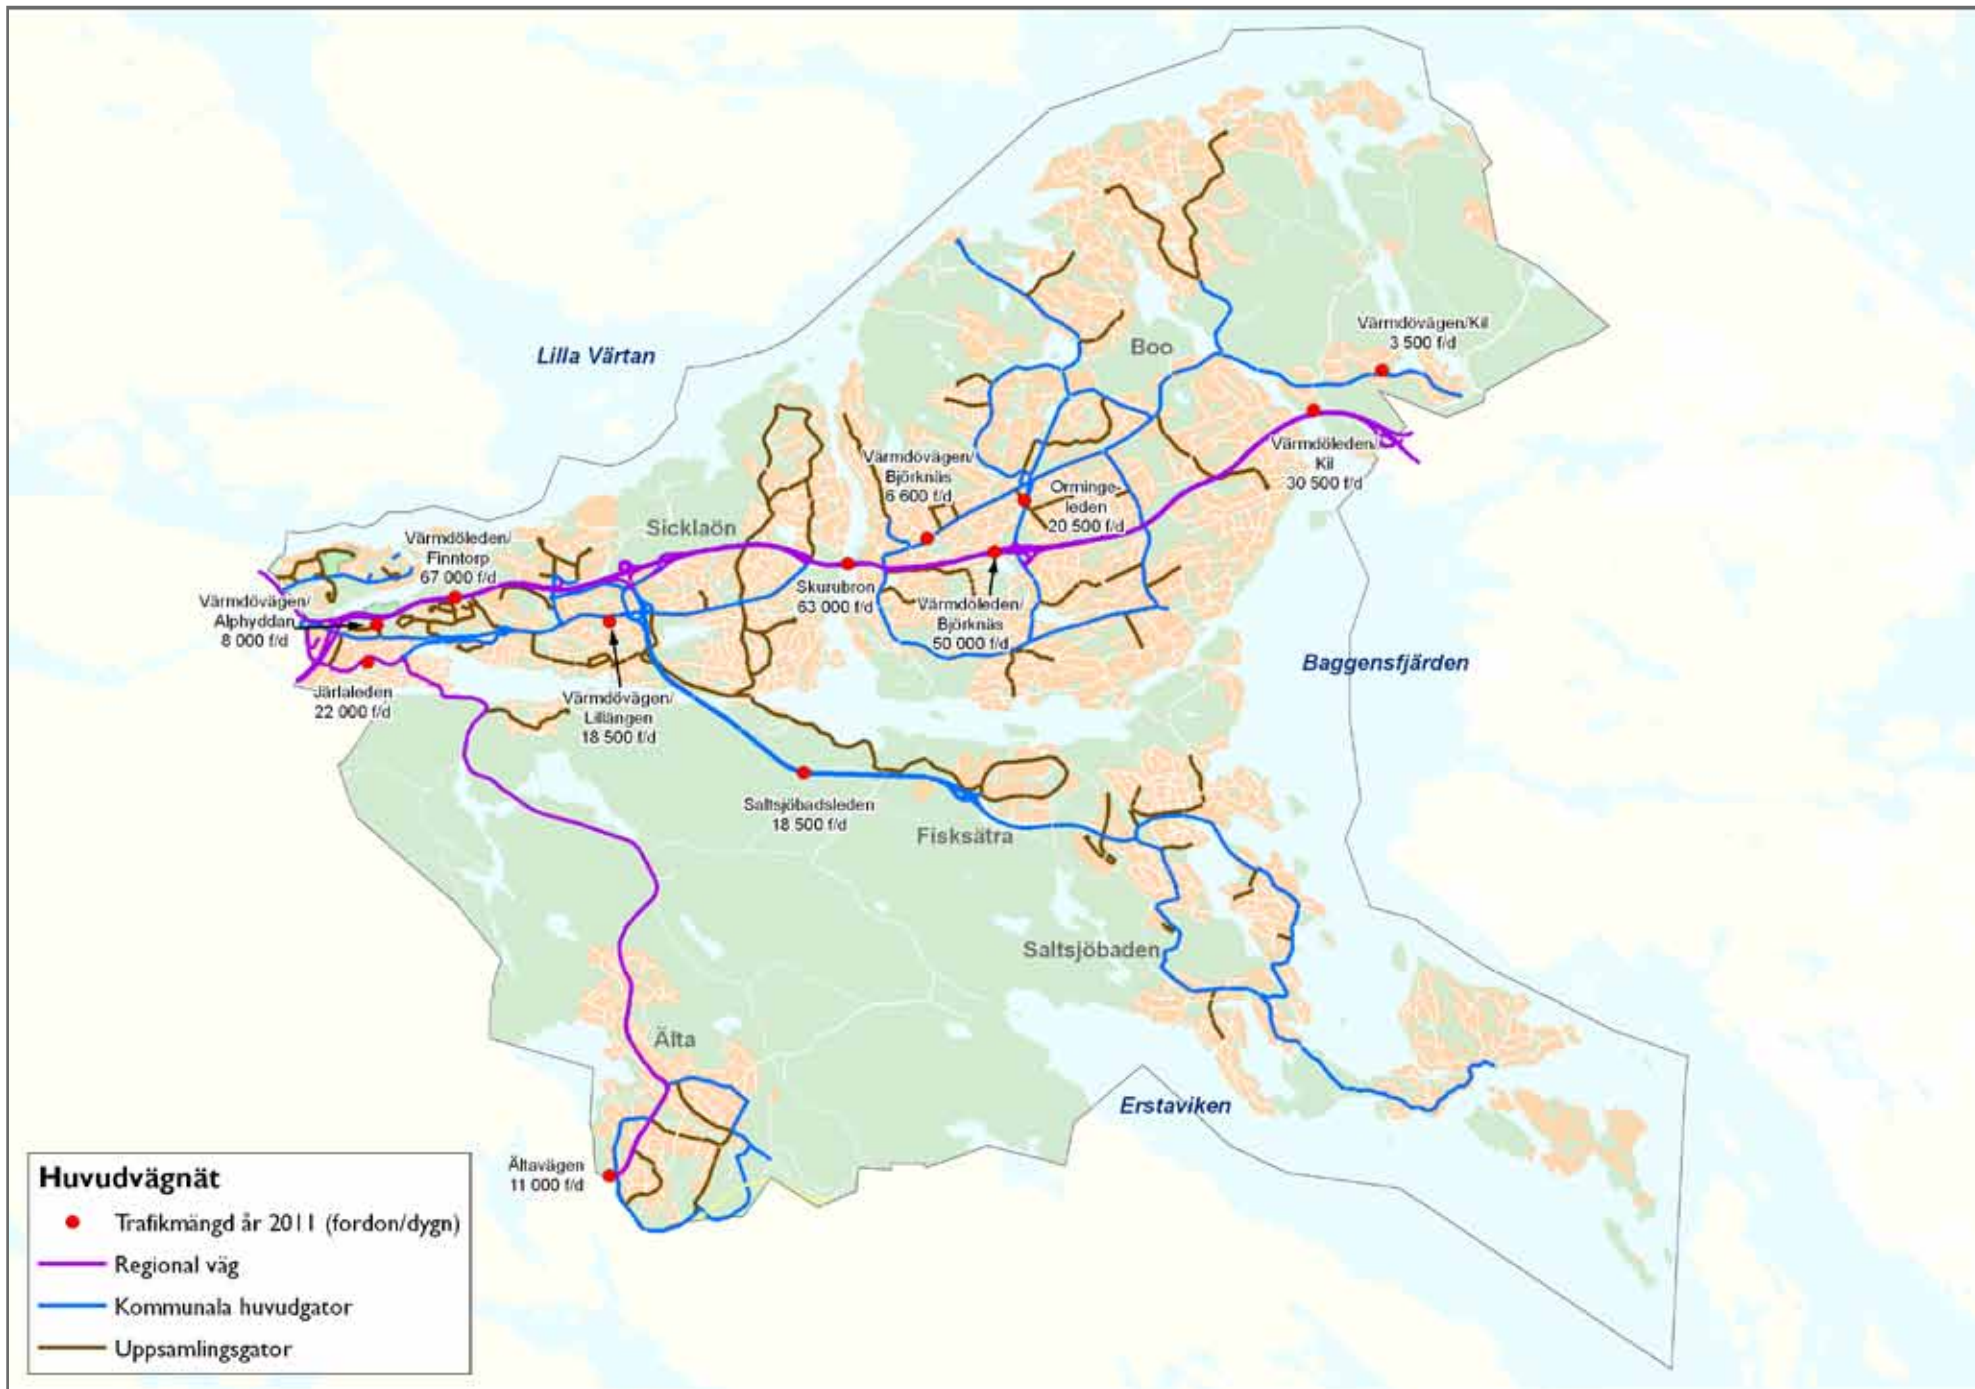 Värmdövägen/Kil
3 500 f/d
Lilla Värtan
Boo
Värmdöleden/
Kil
30 500 f/d
Värmdövägen/
Björknäs
6 600 f/d
Orminge-
leden
20 500 f/d
Sicklaön
Värmdöleden/
Finntorp
67 000 f/d
Skurubron
63 000 f/d
Värmdövägen/
Alphyddan
8 000 f/d
Värmdöleden/
Björknäs
50 000 f/d
Baggensfjärden
Järlaleden
22 000 f/d
Värmdövägen/
Lillängen
18 500 f/d
Saltsjöbadsleden
18 500 f/d
Fisksätra
Saltsjöbaden
Älta
Erstaviken
Ältavägen
11 000 f/d
Huvudvägnät
Trafikmängd år 2011 (fordon/dygn)
Regional väg
Kommunala huvudgator
Uppsamlingsgator